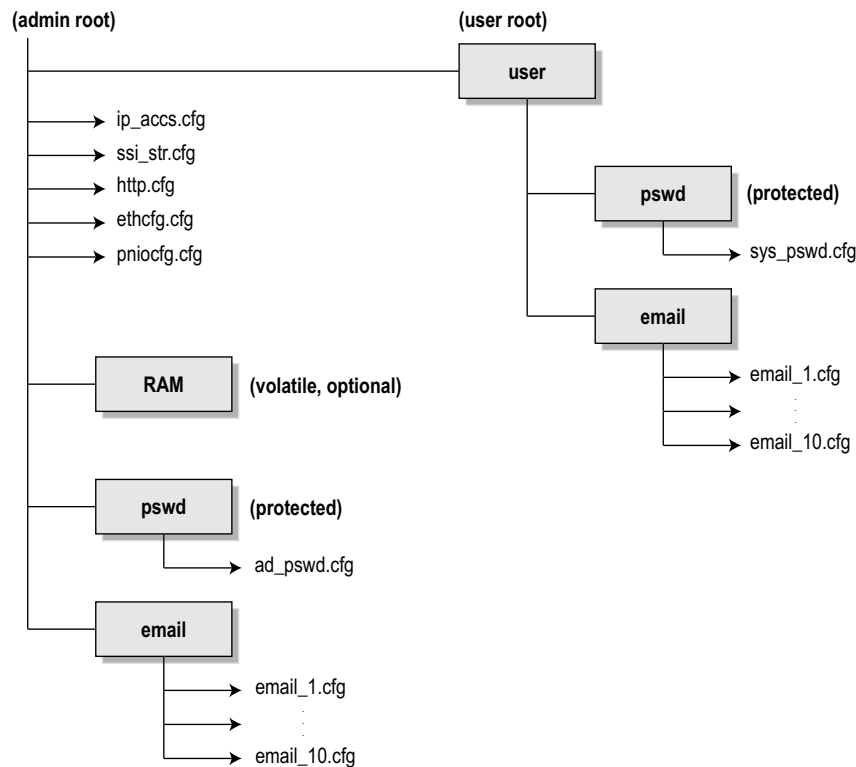 (admin root)
(user root)
user
ip_accs.cfg
ssi_str.cfg
http.cfg
ethcfg.cfg
pniocfg.cfg
pswd (protected)
sys_pswd.cfg
email
email_1.cfg
email_10.cfg
RAM (volatile, optional)
pswd (protected)
ad_pswd.cfg
email
email_1.cfg
email_10.cfg